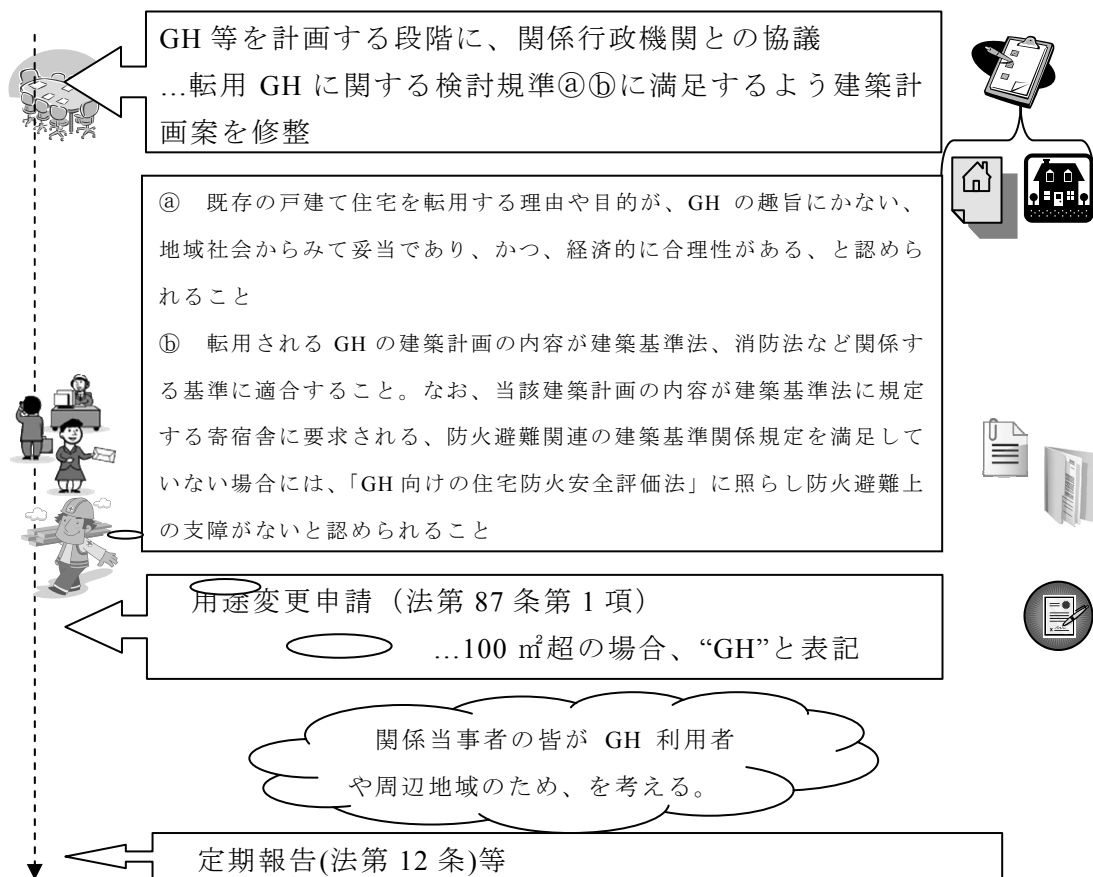 GH 等を計画する段階に、関係行政機関との協議
…転用 GH に関する検討規準ⓐⓑに満足するよう建築計
画案を修整
ⓐ　既存の戸建て住宅を転用する理由や目的が、GH の趣旨にかない、
地域社会からみて妥当であり、かつ、経済的に合理性がある、と認めら
れること
ⓑ　転用される GH の建築計画の内容が建築基準法、消防法など関係す
る基準に適合すること。なお、当該建築計画の内容が建築基準法に規定
する寄宿舎に要求される、防火避難関連の建築基準関係規定を満足して
いない場合には、「GH 向けの住宅防火安全評価法」に照らし防火避難上
の支障がないと認められること
用途変更申請（法第 87 条第 1 項）
…100 ㎡超の場合、“GH”と表記
関係当事者の皆が GH 利用者
や周辺地域のため、を考える。
定期報告(法第 12 条)等